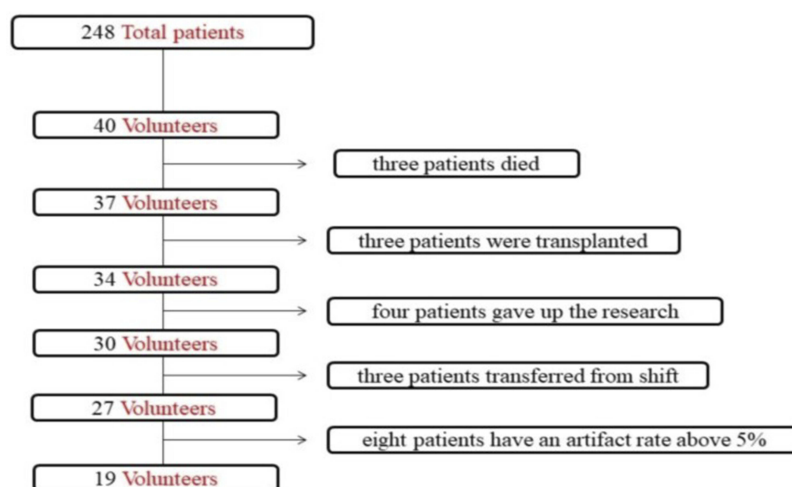 248 Total patients
40 Volunteers
three patients died
37 Volunteers
three patients were transplanted
34 Volunteers
four patients gave up the research
30 Volunteers
three patients transferred from shift
27 Volunteers
eight patients have an artifact rate above 5%
19 Volunteers